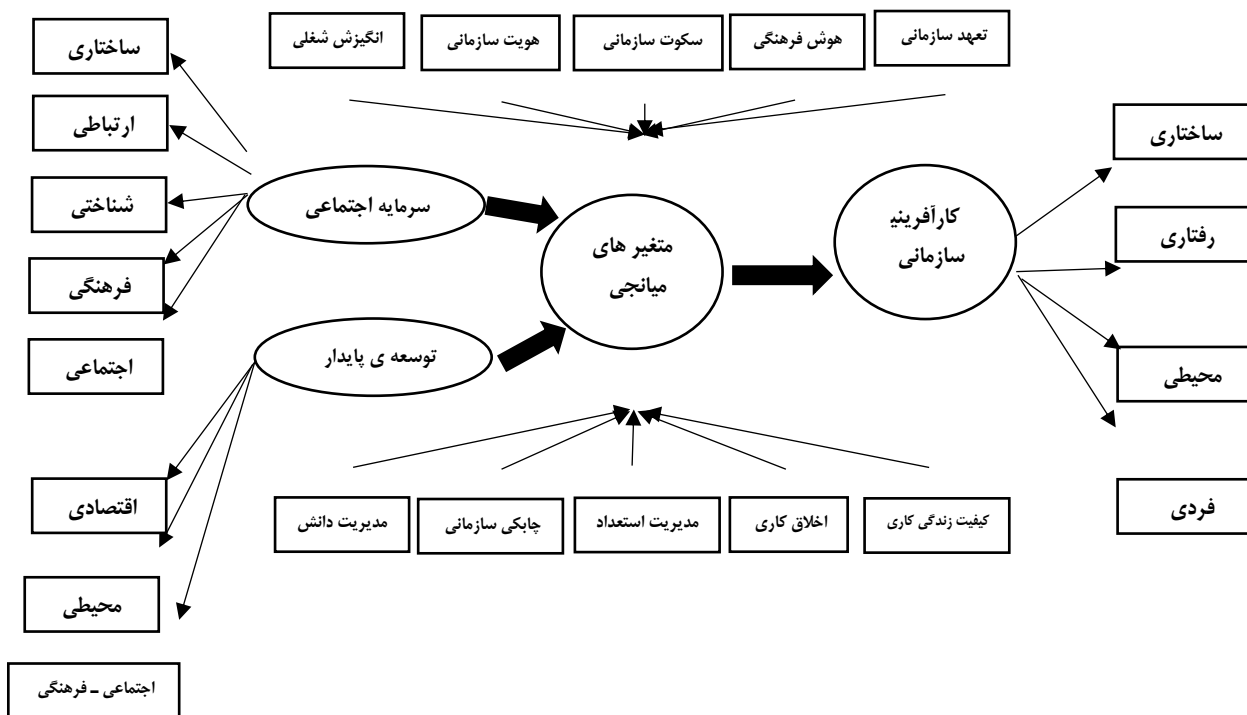 تعهد سازمانی
هوش فرهنگی
سکوت سازمانی
هویت سازمانی
انگیزش شغلی
ساختاری
ارتباطی
شناختی
فرهنگی
اجتماعی
سرمایه اجتماعی
توسعه ی پایدار
متغیر های
میانجی
کارآفرینی
سازمانی
ساختاری
رفتاری
محیطی
فردی
اقتصادی
محیطی
اجتماعی ـ فرهنگی
کیفیت زندگی کاری
اخلاق کاری
مدیریت استعداد
چابکی سازمانی
مدیریت دانش